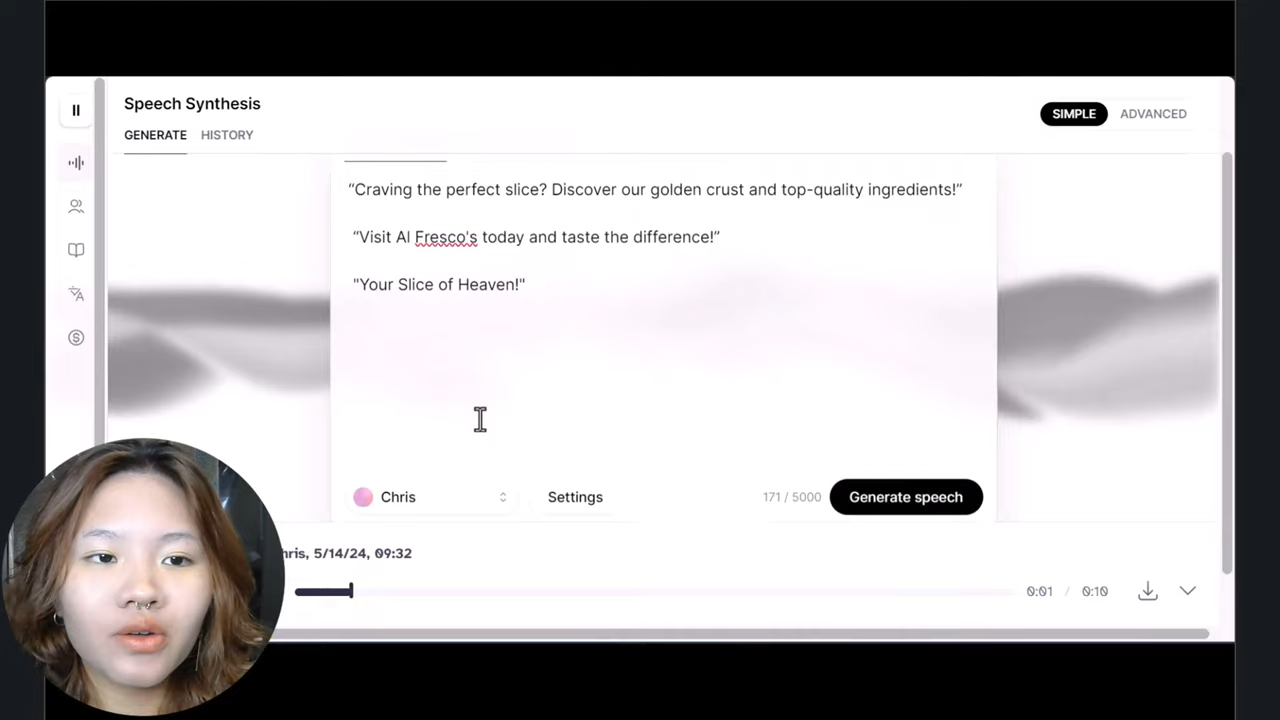 Speech Synthesis
GENERATE HISTORY
SIMPLE ADVANCED
“Craving the perfect slice? Discover our golden crust and top-quality ingredients!”
“Visit Al Fresco's today and taste the difference!”
"Your Slice of Heaven!"
Chris Settings 171 / 5000 Generate speech
hris, 5/14/24, 09:32
0:01 / 0:10